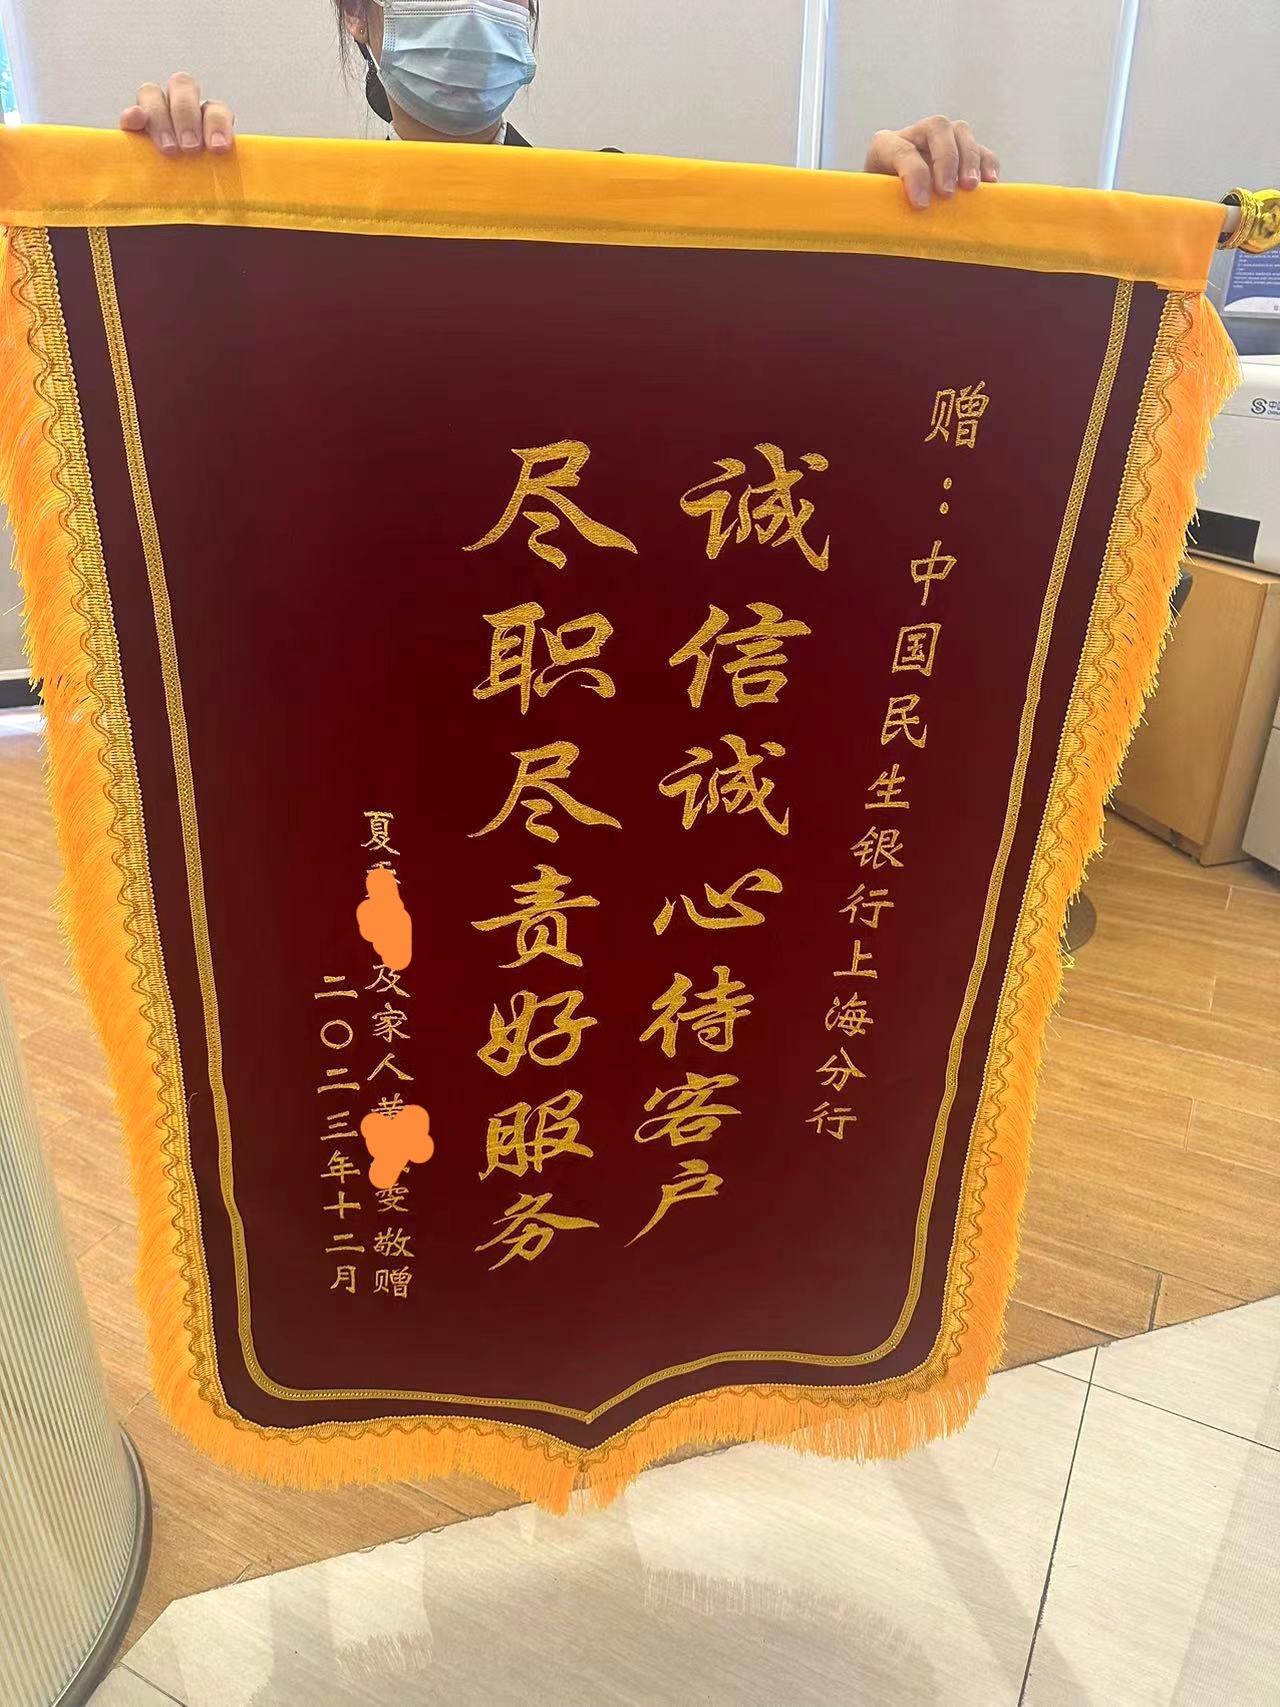 赠：中国民生银行上海分行
诚信诚心待客户
尽职尽责好服务
夏 及家人 雯敬赠
二〇二三年十二月